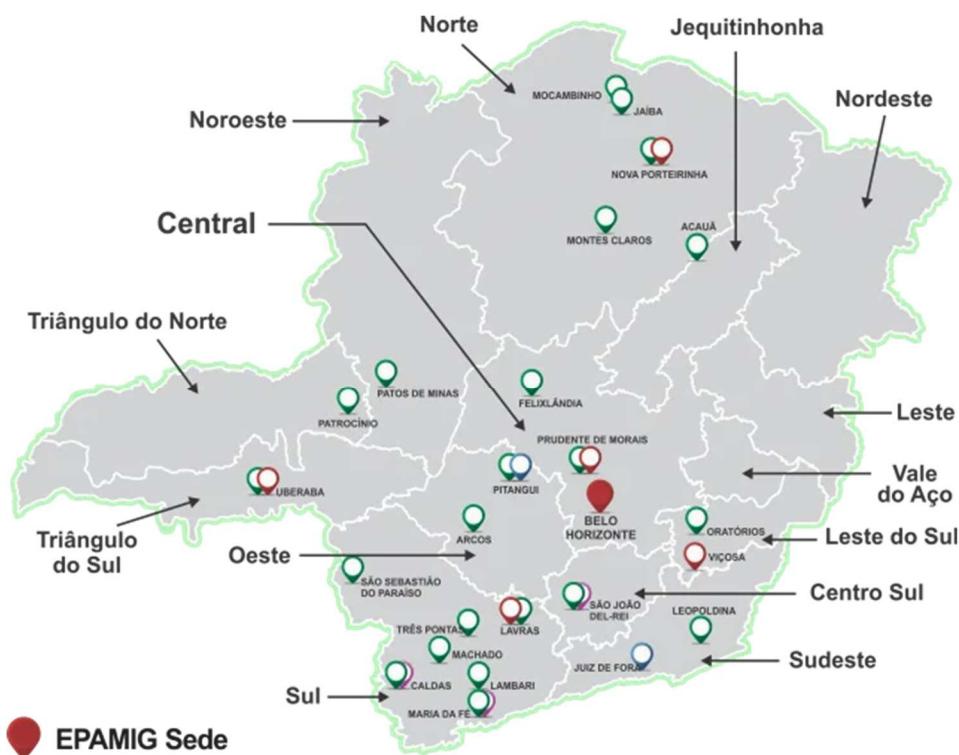 Norte
Jequitinhonha
MOCAMBINHO
JAÍBA
Nordeste
Noroeste
NOVA PORTEIRINHA
Central
MONTES CLAROS
ACAUÃ
Triângulo do Norte
PATOS DE MINAS
FELIXLÂNDIA
PATROCÍNIO
Leste
PRUDENTE DE MORAIS
UBERABA
PITANGUI
Vale
do Aço
BELO
HORIZONTE
ORATÓRIOS
Triângulo
do Sul
ARCOS
Leste do Sul
Oeste
VIÇOSA
SÃO SEBASTIÃO
DO PARAÍSO
Centro Sul
SÃO JOÃO
DEL-REI
LEOPOLDINA
TRÊS PONTAS
LAVRAS
MACHADO
JUIZ DE FORA
Sudeste
CALDAS
LAMBARI
Sul
MARIA DA FÉ
EPAMIG Sede